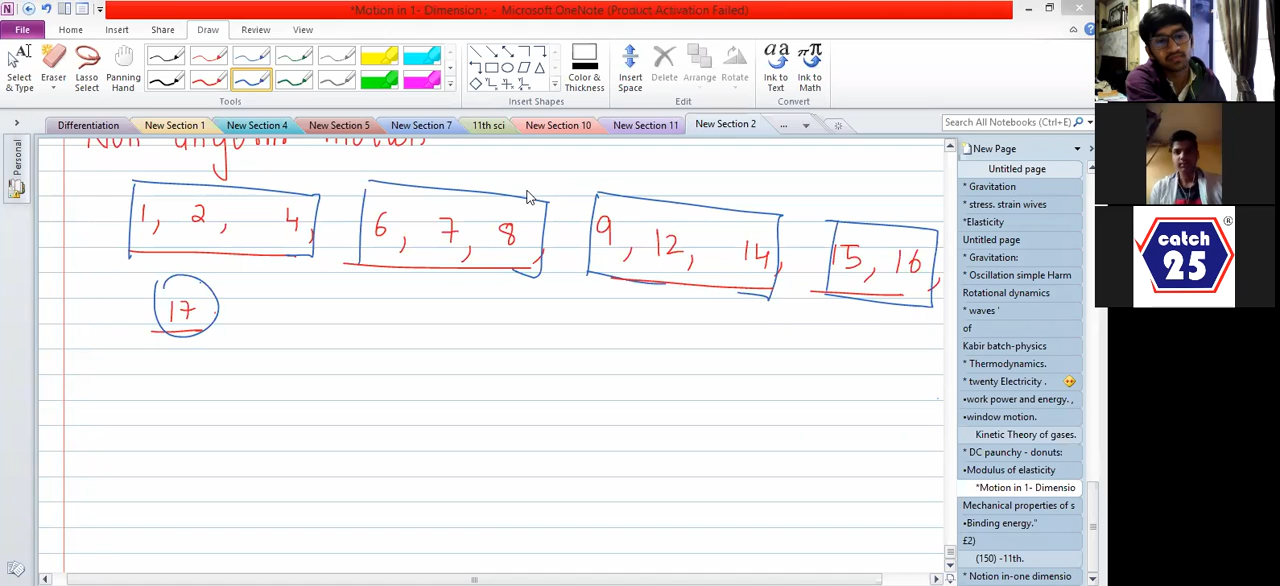 *Motion in 1- Dimension : - Microsoft OneNote (Product Activation Failed)
File Home Insert Share Draw Review View
Select & Type
Eraser
Lasso Select
Panning Hand
Color & Thickness
Insert Space
Delete
Arrange
Rotate
Ink to Text
Ink to Math
Tools Insert Shapes Edit Convert
Differentiation New Section 1 New Section 4 New Section 5 New Section 7 11th sci New Section 10 New Section 11 New Section 2 ...
Search All Notebooks (Ctrl+E)
Personal
1, 2, 4, 6, 7, 8, 9, 12, 14, 15, 16,
17
New Page
Untitled page
* Gravitation
* stress. strain wives
*Elasticity
Untitled page
* Gravitation:
* Oscillation simple Harm
Rotational dynamics
* waves '
of
Kabir batch-physics
* Thermodynamics.
* twenty Electricity .
•work power and energy. ,
•window motion.
Kinetic Theory of gases.
* DC paunchy - donuts:
•Modulus of elasticity
*Motion in 1- Dimensio
Mechanical properties of s
•Binding energy."
£2)
(150) -11th.
* Notion in-one dimensio
catch
25
®